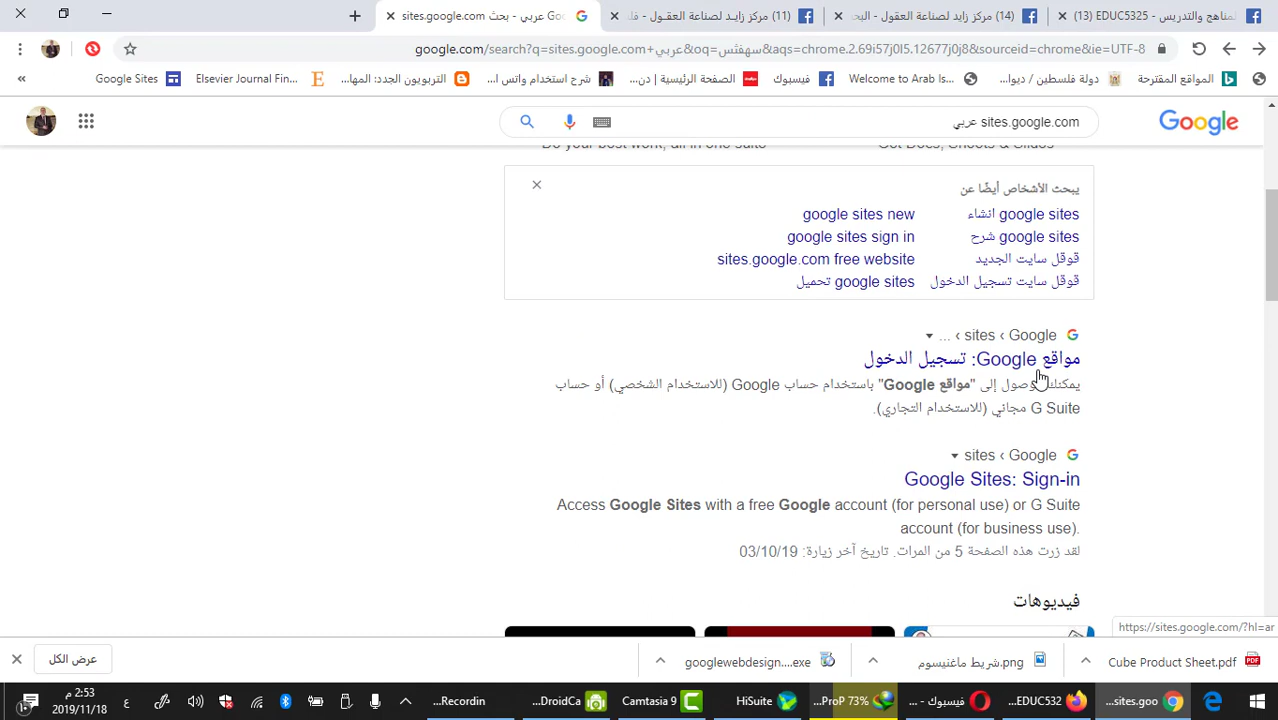 (13) EDUC5325 - المناهج والتدريس
(14) مركز زايد لصناعة العقول - البحـ
(11) مركز زايـد لصناعة العقـول - فلـ
sites.google.com عربي - بحث Goo
google.com/search?q=sites.google.com+عربي&oq=سهفثس&aqs=chrome.2.69i57j0l5.12677j0j8&sourceid=chrome&ie=UTF-8
المواقع المقترحة
دولة فلسطين / ديوا...
Welcome to Arab Is...
فيسبوك
الصفحة الرئيسية | دن...
شرح استخدام واتس ا...
التربويون الجدد: المها...
Elsevier Journal Fin...
Google Sites
«
Google
sites.google.com عربي
Do your best work, all in one suite
Get Docs, Sheets & Slides
يبحث الأشخاص أيضًا عن
google sites انشاء
google sites new
google sites شرح
google sites sign in
قوقل سايت الجديد
sites.google.com free website
قوقل سايت تسجيل الدخول
google sites تحميل
Google › sites › ...
مواقع Google: تسجيل الدخول
يمكنك وصول إلى "مواقع Google" باستخدام حساب Google (للاستخدام الشخصي) أو حساب
G Suite مجاني (للاستخدام التجاري).
Google › sites
Google Sites: Sign-in
Access Google Sites with a free Google account (for personal use) or G Suite
account (for business use).
لقد زرت هذه الصفحة 5 من المرات. تاريخ آخر زيارة: 03/10/19
فيديوهات
https://sites.google.com/?hl=ar
Cube Product Sheet.pdf
شريط ماغنيسوم.png
googlewebdesign....exe
عرض الكل
sites.goo...
EDUC532...
فيسبوك - ...
ProP 73%...
HiSuite
Camtasia 9
DroidCa...
Recordin...
ع
2:53 م
2019/11/18